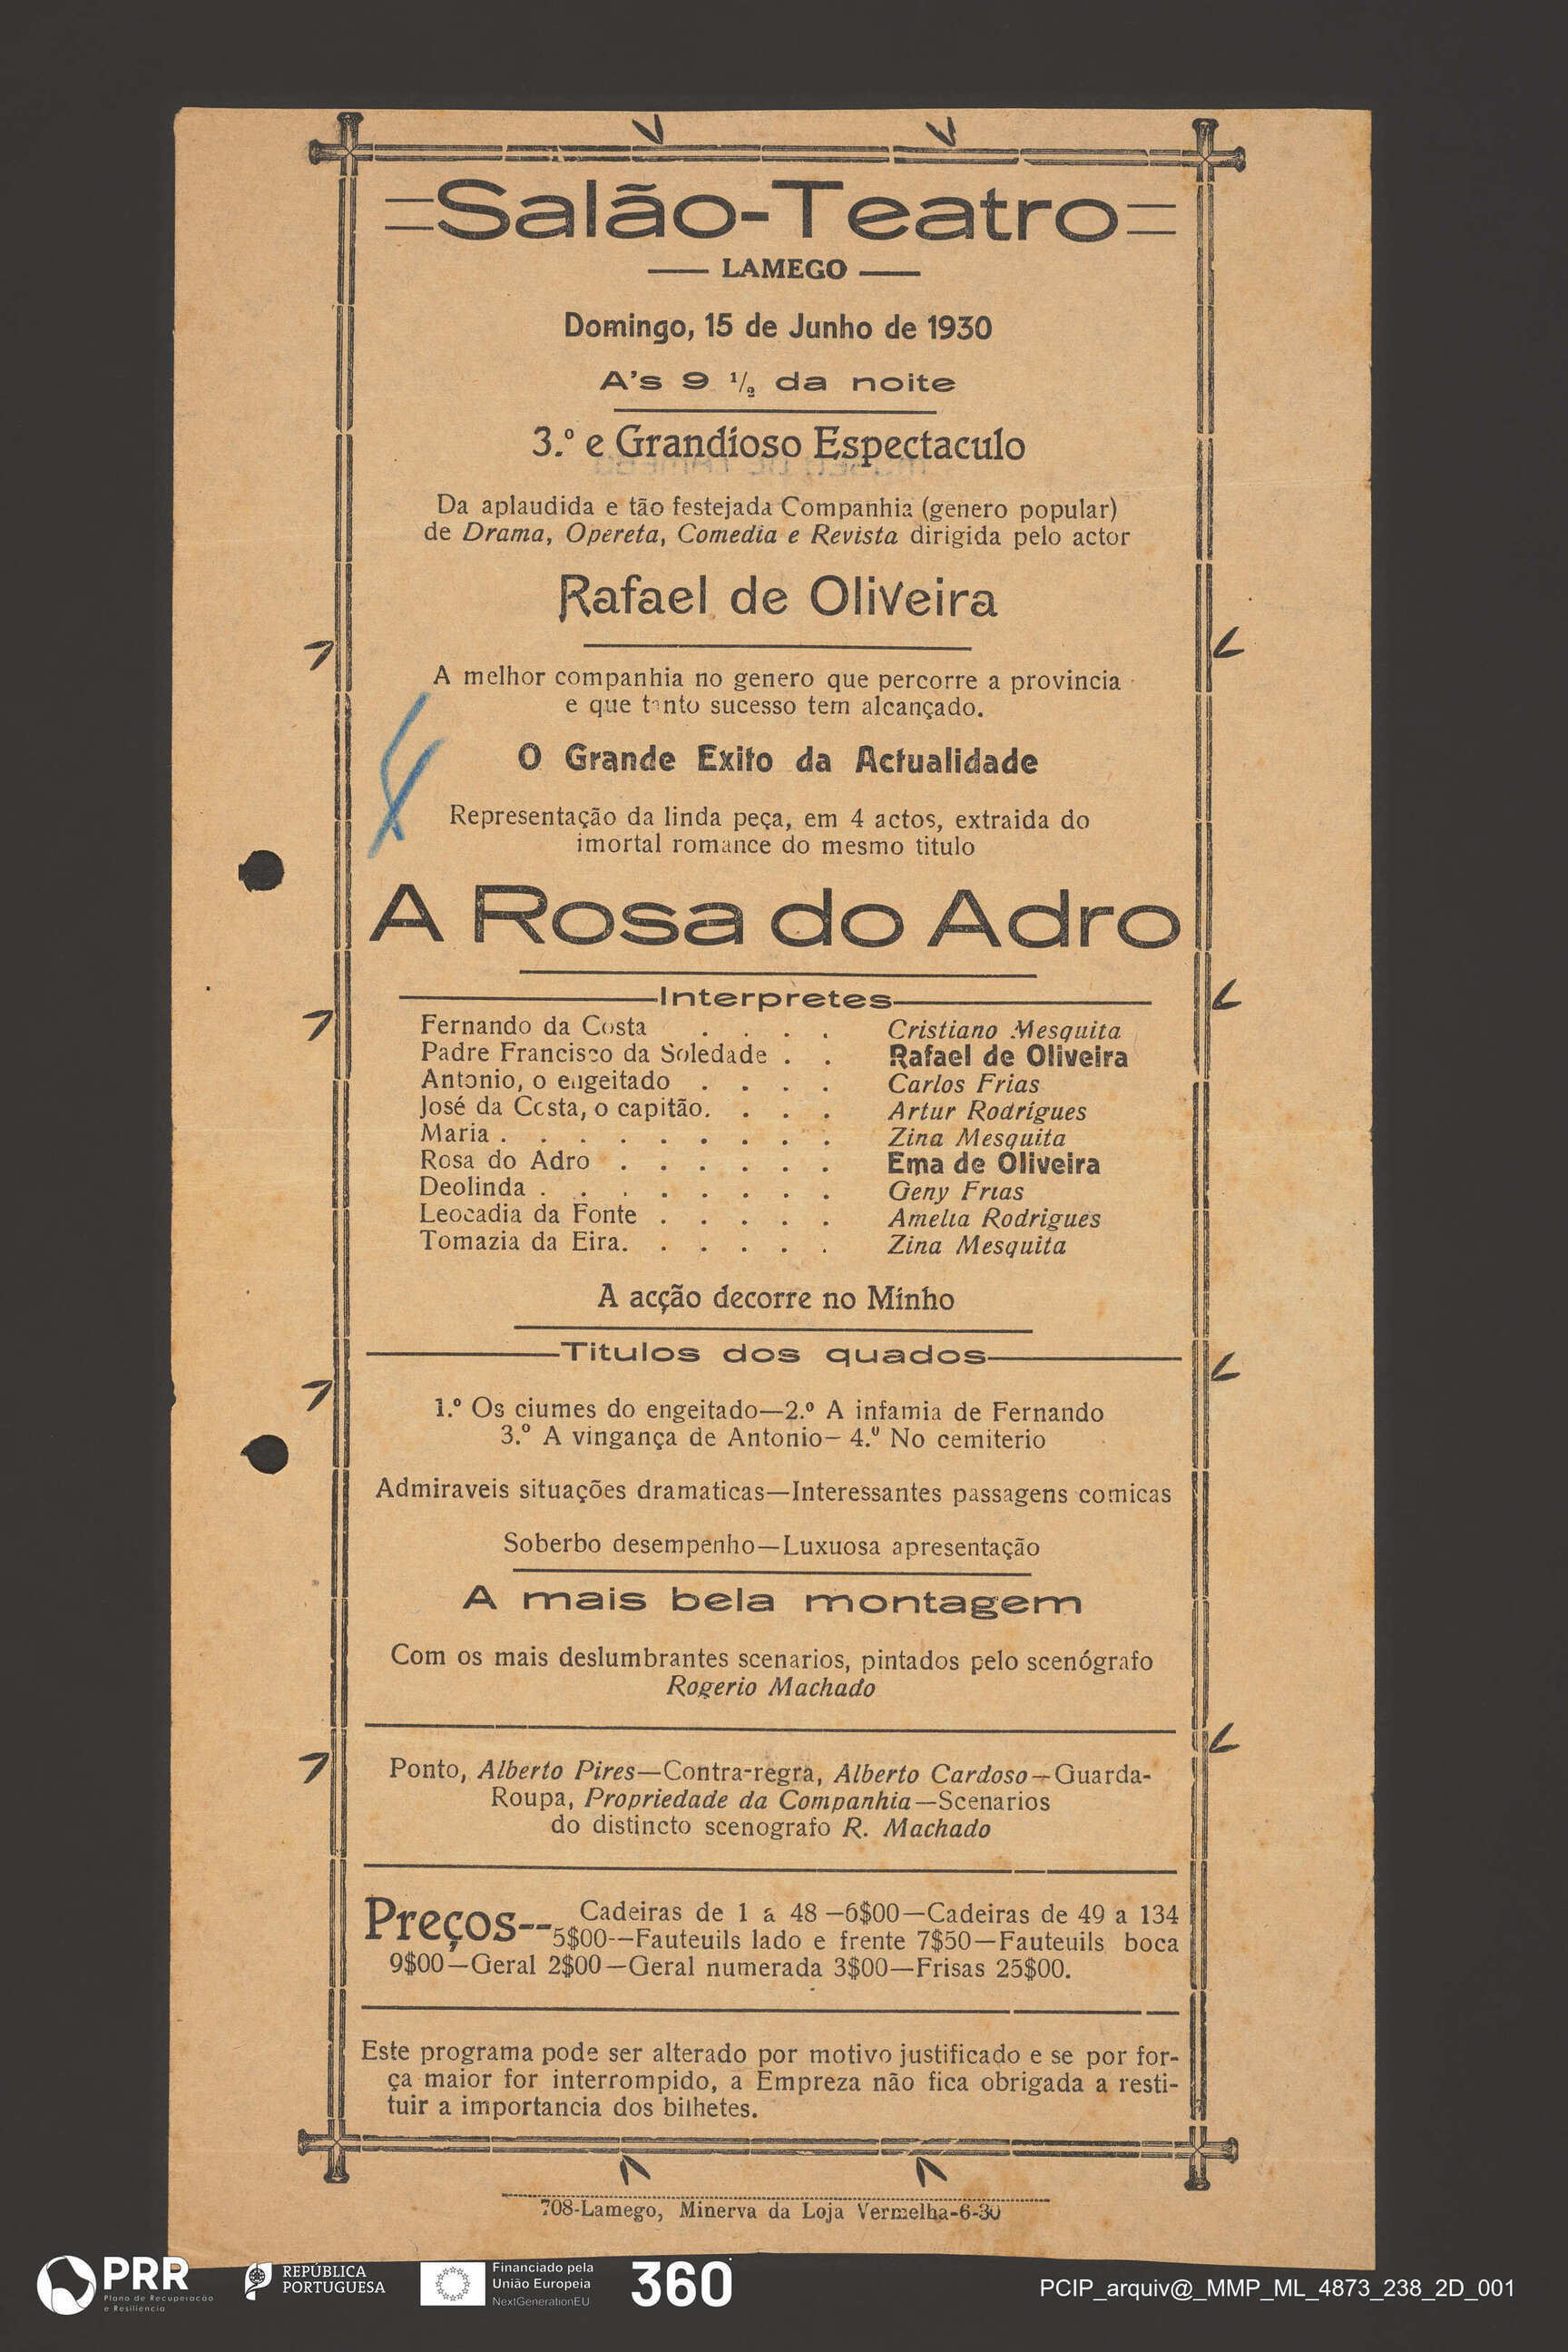 =Salão-Teatro=
— LAMEGO —
Domingo, 15 de Junho de 1930
A's 9 1/2 da noite
3.º e Grandioso Espectaculo
Da aplaudida e tão festejada Companhia (genero popular)
de Drama, Opereta, Comedia e Revista dirigida pelo actor
Rafael de Oliveira
A melhor companhia no genero que percorre a provincia
e que tanto sucesso tem alcançado.
O Grande Exito da Actualidade
Representação da linda peça, em 4 actos, extraida do
imortal romance do mesmo titulo
A Rosa do Adro
Interpretes
Fernando da Costa . . . . Cristiano Mesquita
Padre Francisco da Soledade . . Rafael de Oliveira
Antonio, o engeitado . . . . Carlos Frias
José da Costa, o capitão. . . . Artur Rodrigues
Maria . . . . . . . . . Zina Mesquita
Rosa do Adro . . . . . . Ema de Oliveira
Deolinda . . . . . . . . Geny Frias
Leocadia da Fonte . . . . . Amelia Rodrigues
Tomazia da Eira. . . . . . Zina Mesquita
A acção decorre no Minho
Titulos dos quados
1.º Os ciumes do engeitado—2.º A infamia de Fernando
3.º A vingança de Antonio— 4.º No cemiterio
Admiraveis situações dramaticas—Interessantes passagens comicas
Soberbo desempenho—Luxuosa apresentação
A mais bela montagem
Com os mais deslumbrantes scenarios, pintados pelo scenógrafo
Rogerio Machado
Ponto, Alberto Pires—Contra-regra, Alberto Cardoso—Guarda-
Roupa, Propriedade da Companhia—Scenarios
do distincto scenografo R. Machado
Preços-- Cadeiras de 1 a 48 —6$00—Cadeiras de 49 a 134
5$00--Fauteuils lado e frente 7$50—Fauteuils boca
9$00—Geral 2$00—Geral numerada 3$00—Frisas 25$00.
Este programa pode ser alterado por motivo justificado e se por for-
ça maior for interrompido, a Empreza não fica obrigada a resti-
tuir a importancia dos bilhetes.
708-Lamego, Minerva da Loja Vermelha-6-30
PRR
Plano de Recuperação
e Resiliência
REPÚBLICA
PORTUGUESA
Financiado pela
União Europeia
NextGenerationEU
360
PCIP_arquiv@_MMP_ML_4873_238_2D_001